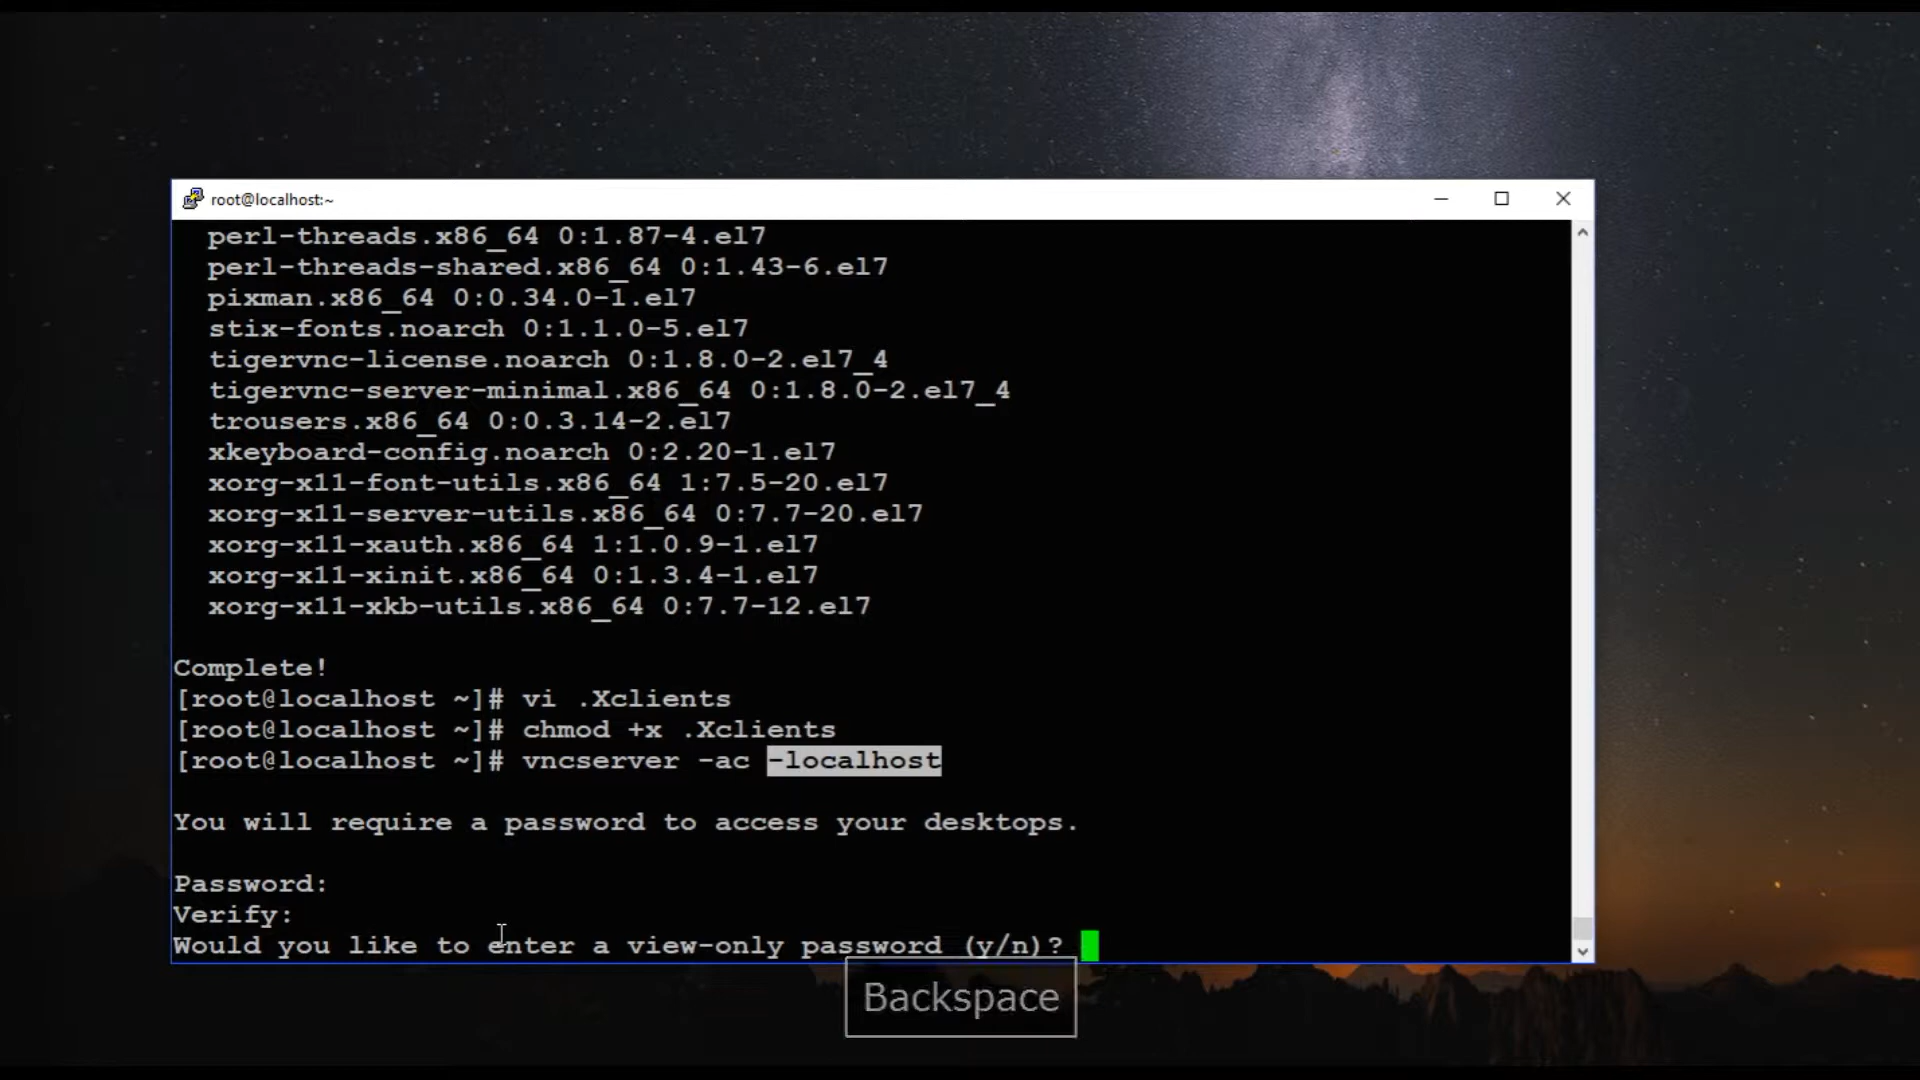 root@localhost:~
perl-threads.x86_64 0:1.87-4.el7
perl-threads-shared.x86_64 0:1.43-6.el7
pixman.x86_64 0:0.34.0-1.el7
stix-fonts.noarch 0:1.1.0-5.el7
tigervnc-license.noarch 0:1.8.0-2.el7_4
tigervnc-server-minimal.x86_64 0:1.8.0-2.el7_4
trousers.x86_64 0:0.3.14-2.el7
xkeyboard-config.noarch 0:2.20-1.el7
xorg-x11-font-utils.x86_64 1:7.5-20.el7
xorg-x11-server-utils.x86_64 0:7.7-20.el7
xorg-x11-xauth.x86_64 1:1.0.9-1.el7
xorg-x11-xinit.x86_64 0:1.3.4-1.el7
xorg-x11-xkb-utils.x86_64 0:7.7-12.el7
Complete!
[root@localhost ~]# vi .Xclients
[root@localhost ~]# chmod +x .Xclients
[root@localhost ~]# vncserver -ac -localhost
You will require a password to access your desktops.
Password:
Verify:
Would you like to enter a view-only password (y/n)?
Backspace